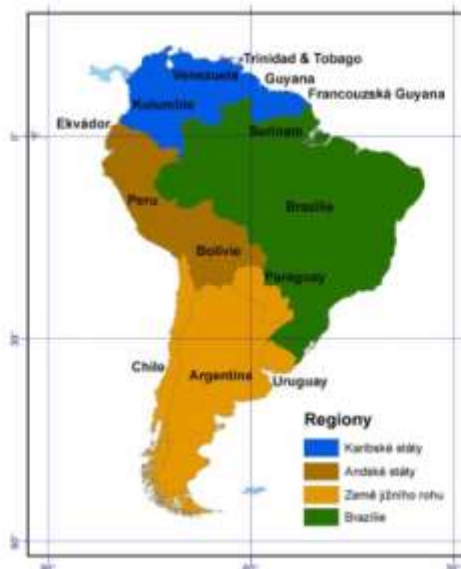 Trinidad & Tobago
Venezuela
Guyana
Kolumbie
Francouzská Guyana
Ekvádor
Surinam
0°
Peru
Brazílie
Bolívie
Paraguay
Chile
Argentina
Uruguay
Regiony
Karibské státy
Andské státy
Země jižního rohu
Brazílie